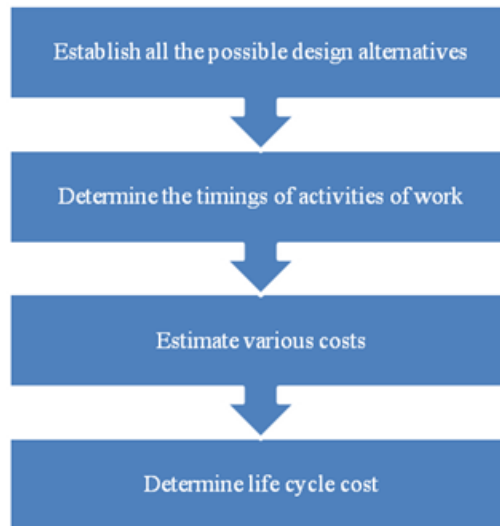 Establish all the possible design alternatives
Determine the timings of activities of work
Estimate various costs
Determine life cycle cost